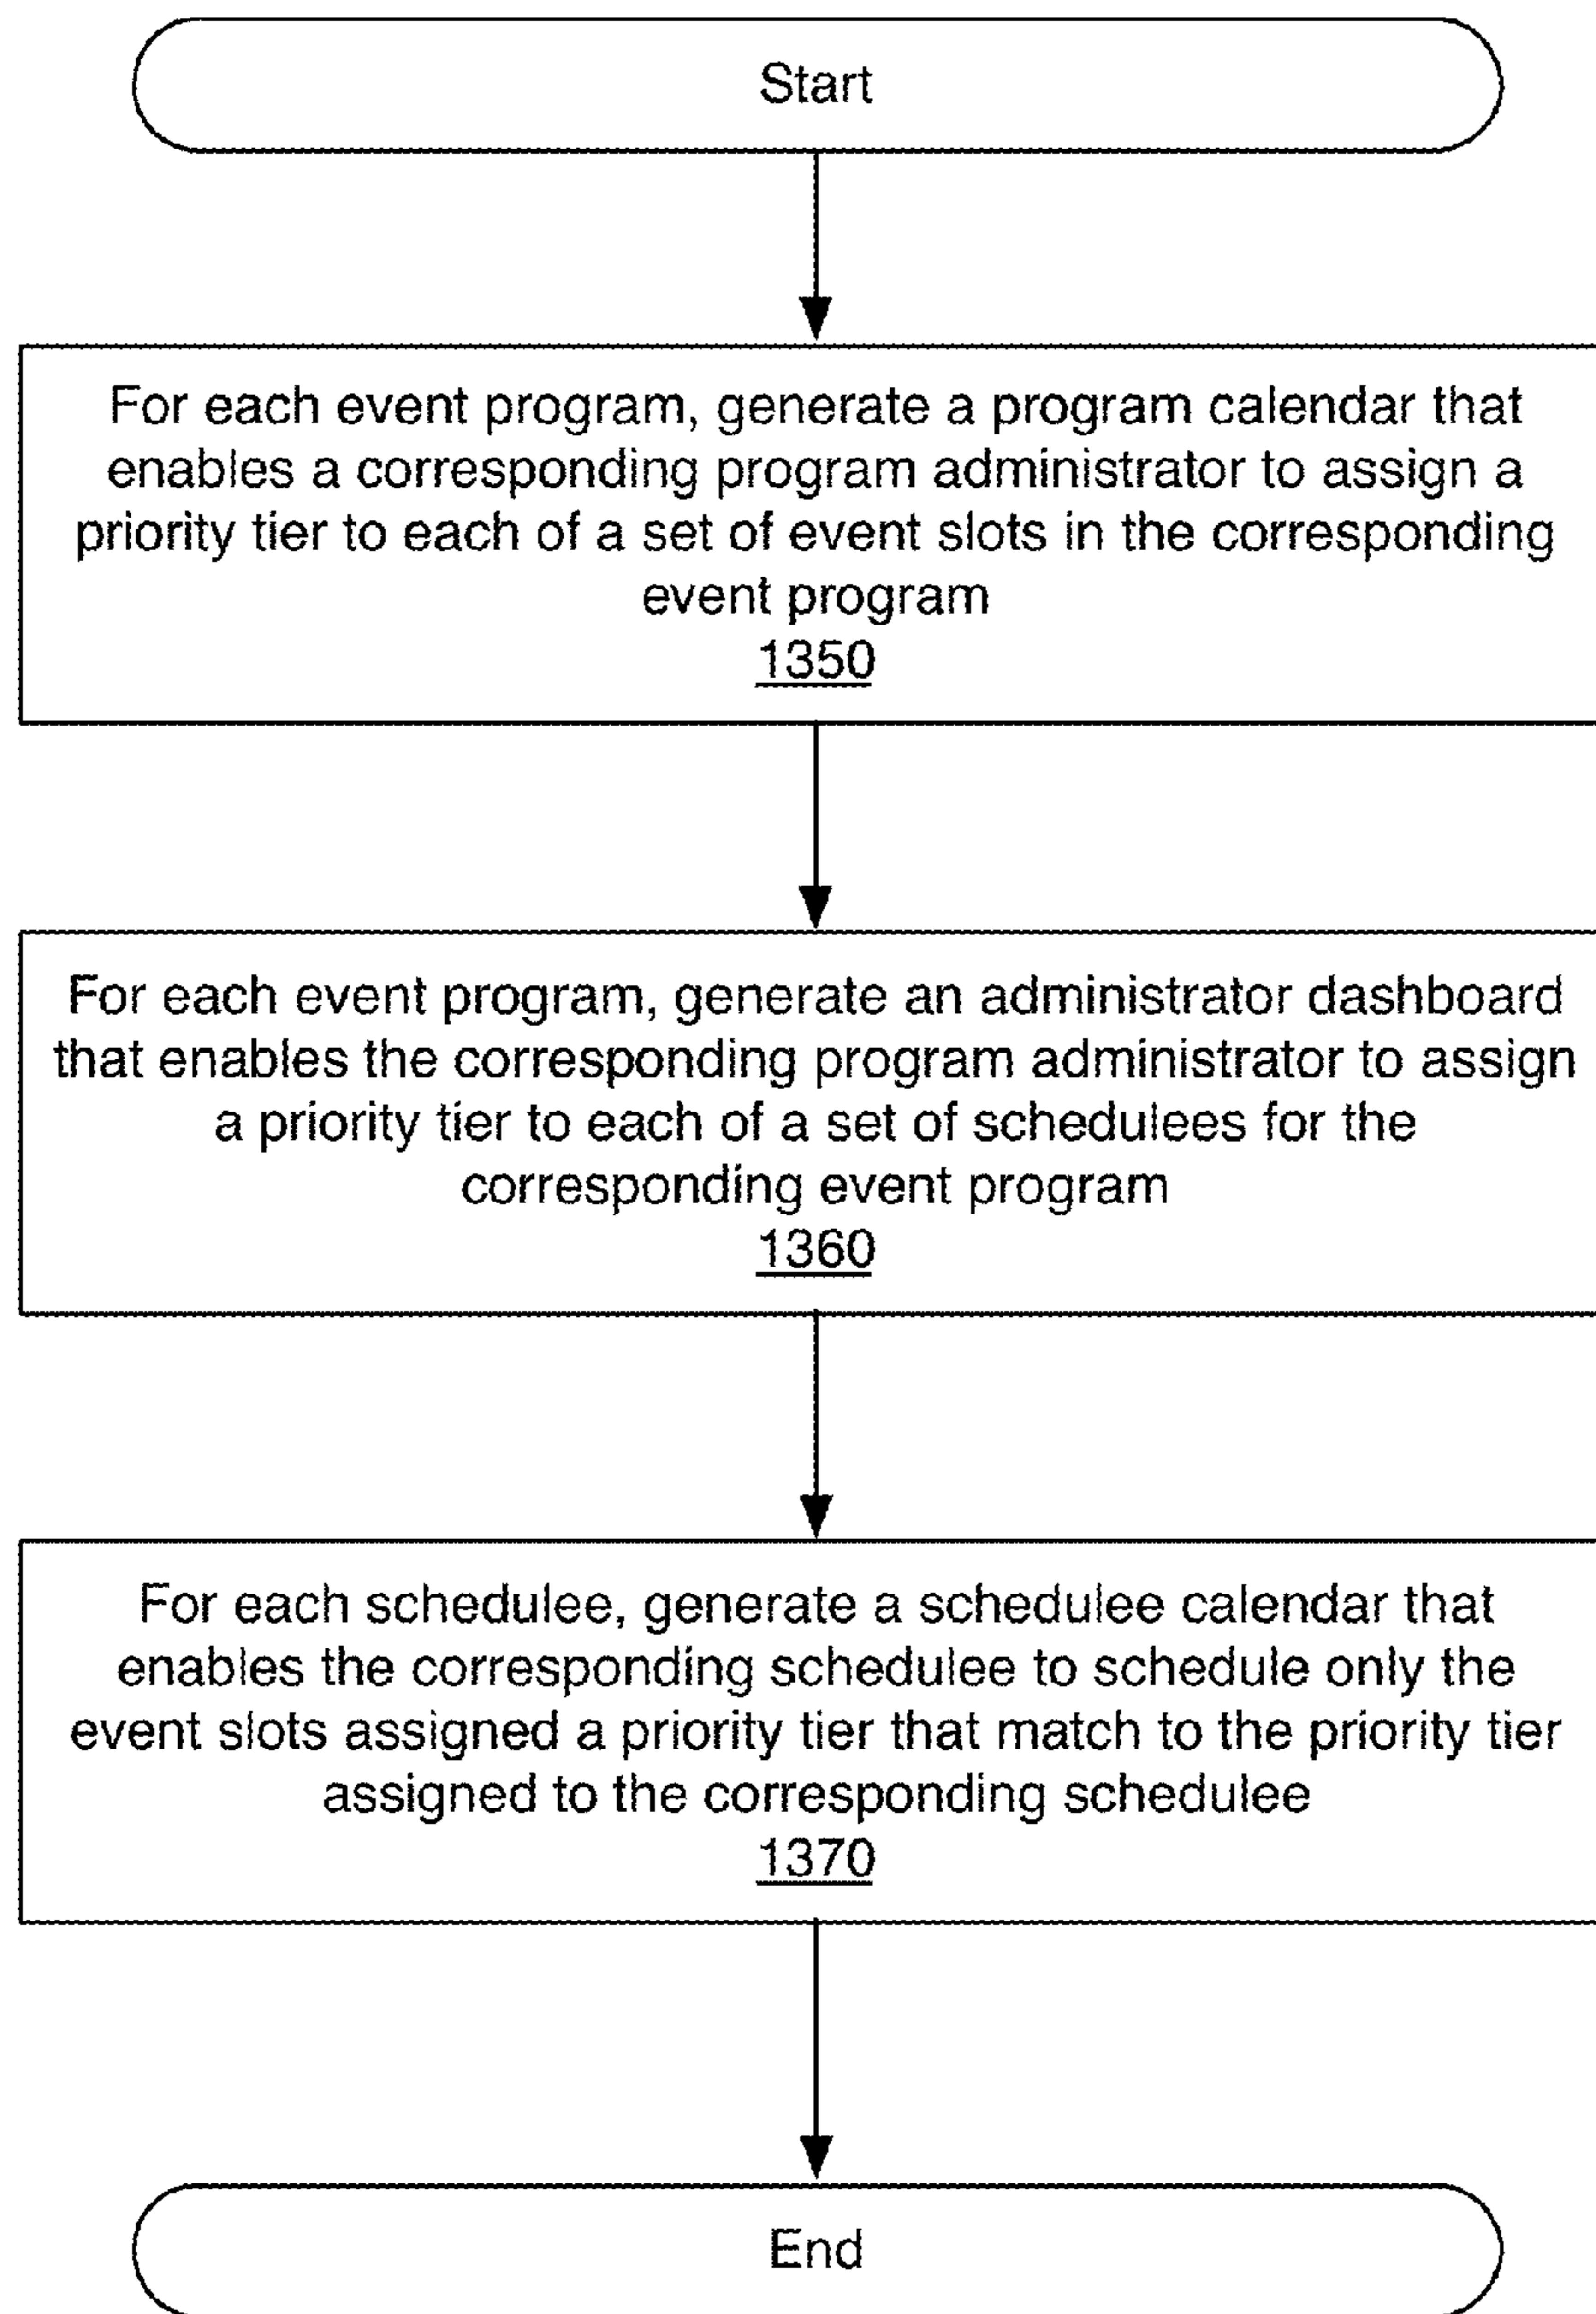 Start
For each event program, generate a program calendar that
enables a corresponding program administrator to assign a
priority tier to each of a set of event slots in the corresponding
event program
1350
For each event program, generate an administrator dashboard
that enables the corresponding program administrator to assign
a priority tier to each of a set of schedulees for the
corresponding event program
1360
For each schedulee, generate a schedulee calendar that
enables the corresponding schedulee to schedule only the
event slots assigned a priority tier that match to the priority tier
assigned to the corresponding schedulee
1370
End